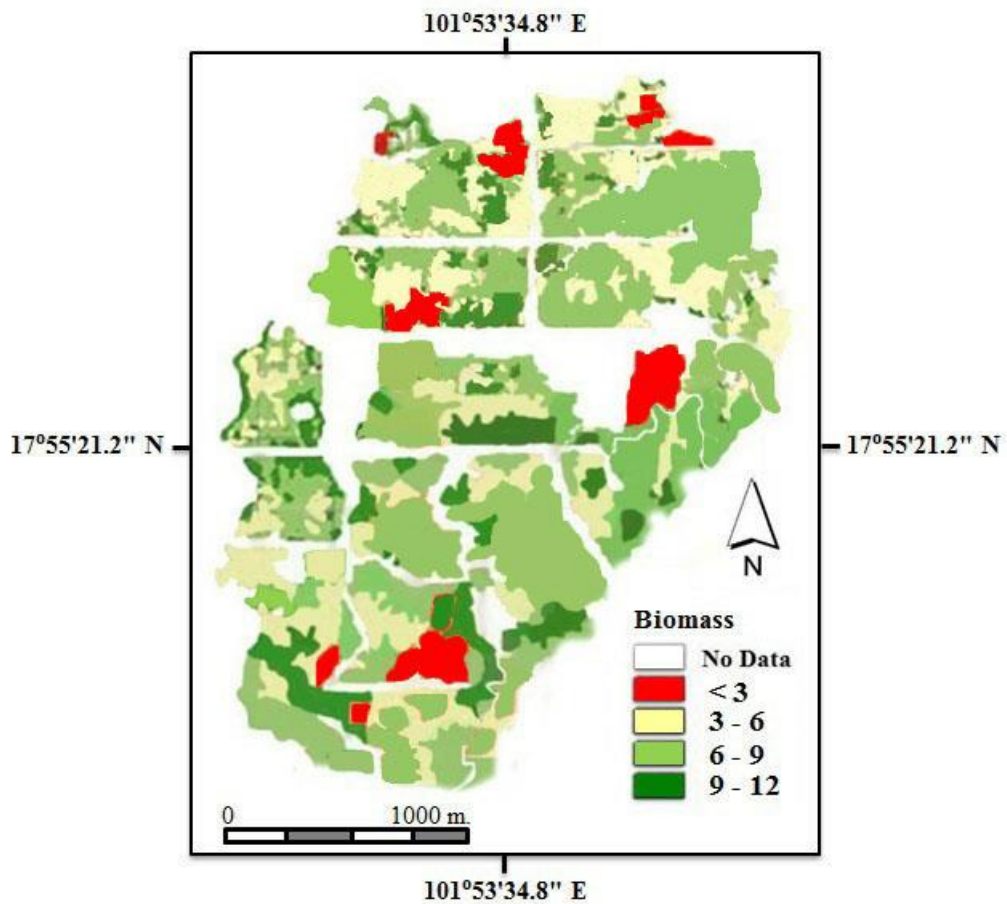 101°53'34.8" E
17°55'21.2" N
17°55'21.2" N
N
Biomass
No Data
< 3
3 - 6
6 - 9
9 - 12
0 1000 m.
101°53'34.8" E